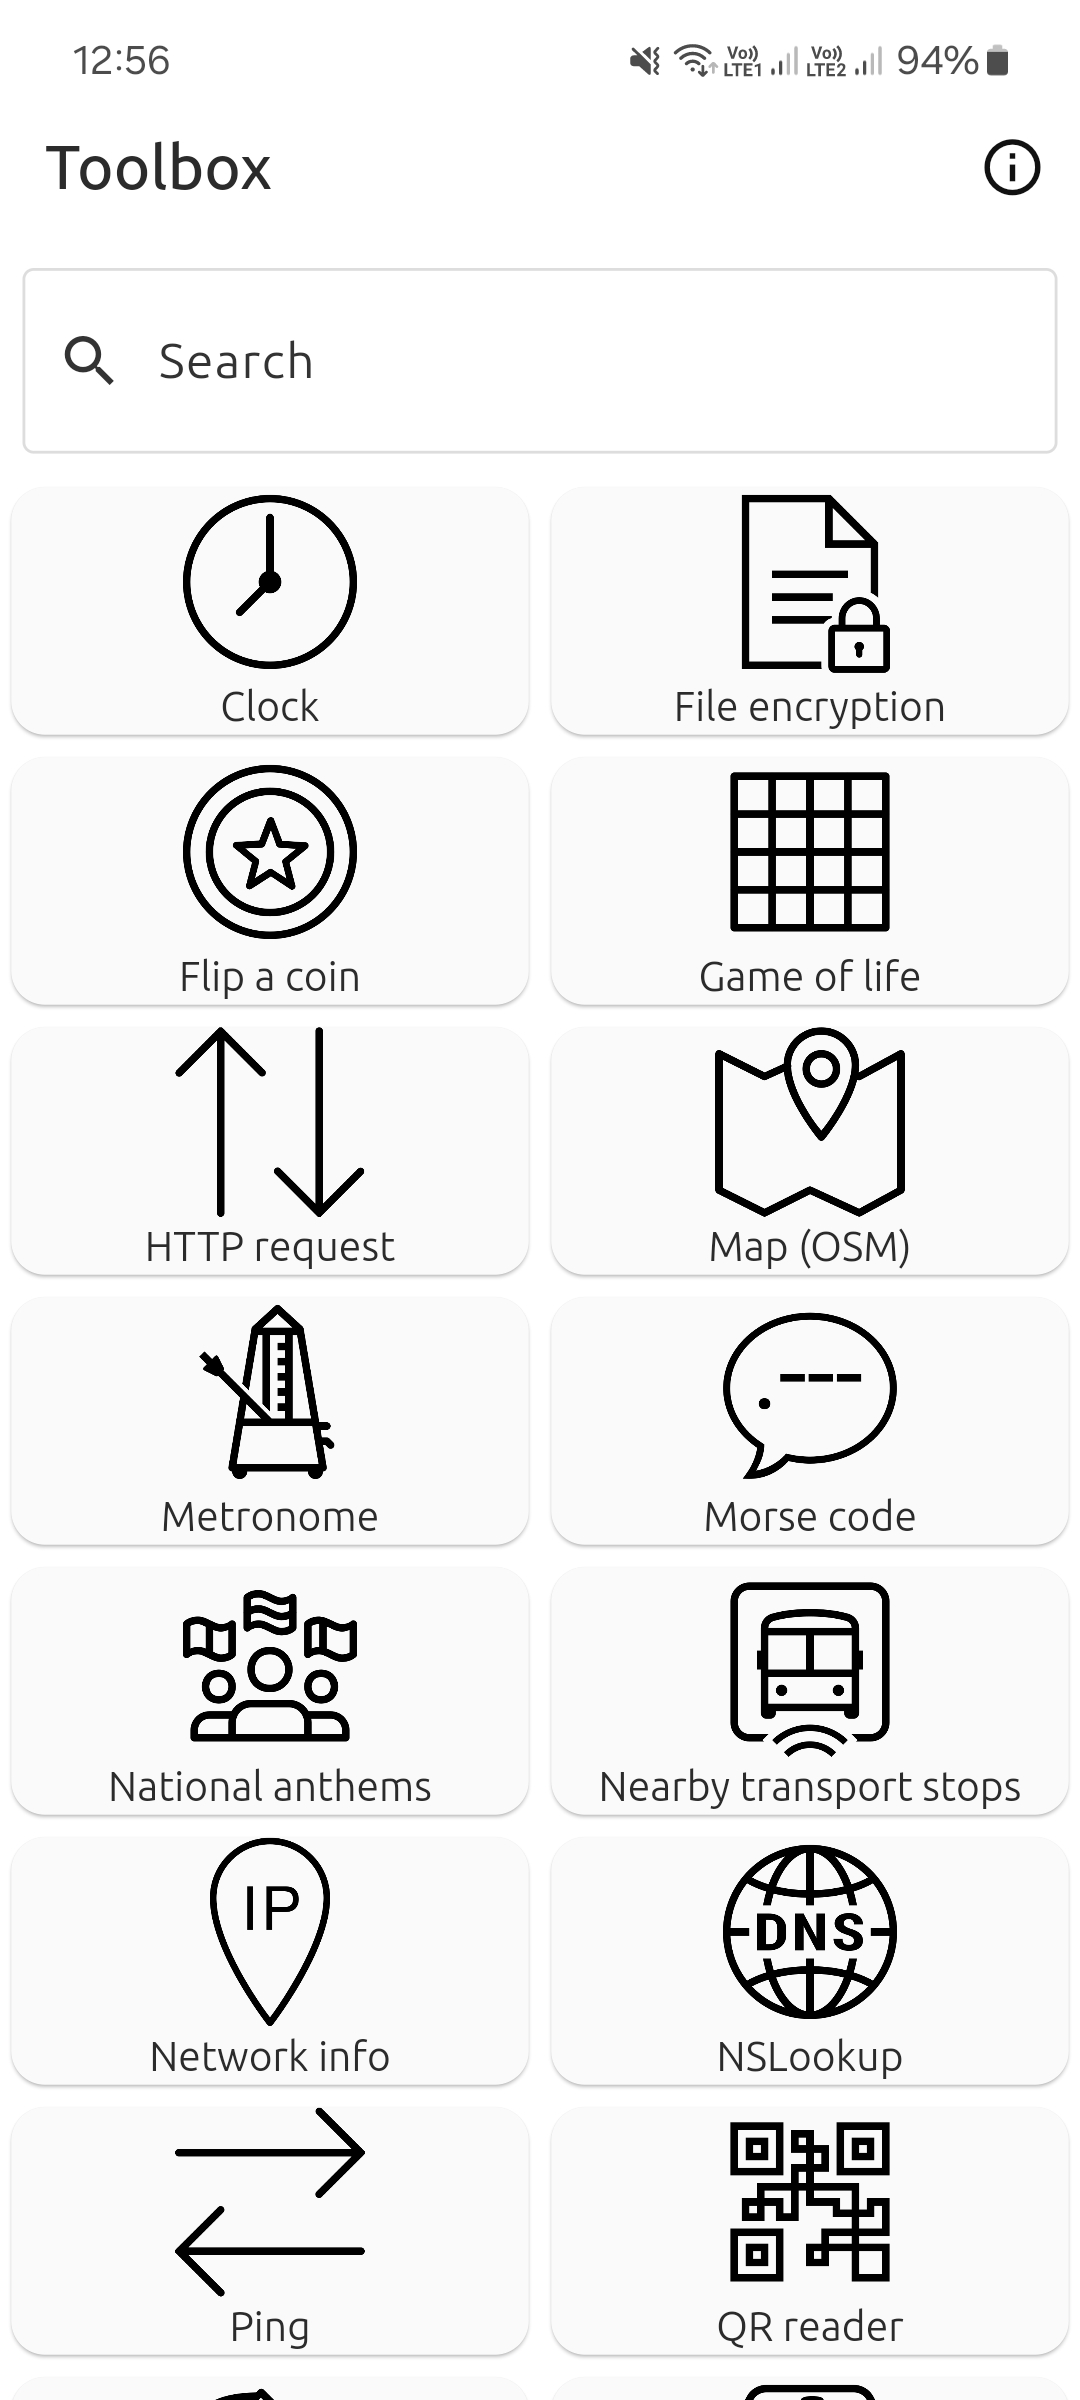 12:56
Vo)) LTE1 Vo)) LTE2 94%
Toolbox
Search
Clock
File encryption
Flip a coin
Game of life
HTTP request
Map (OSM)
Metronome
Morse code
National anthems
Nearby transport stops
IP
Network info
DNS
NSLookup
Ping
QR reader